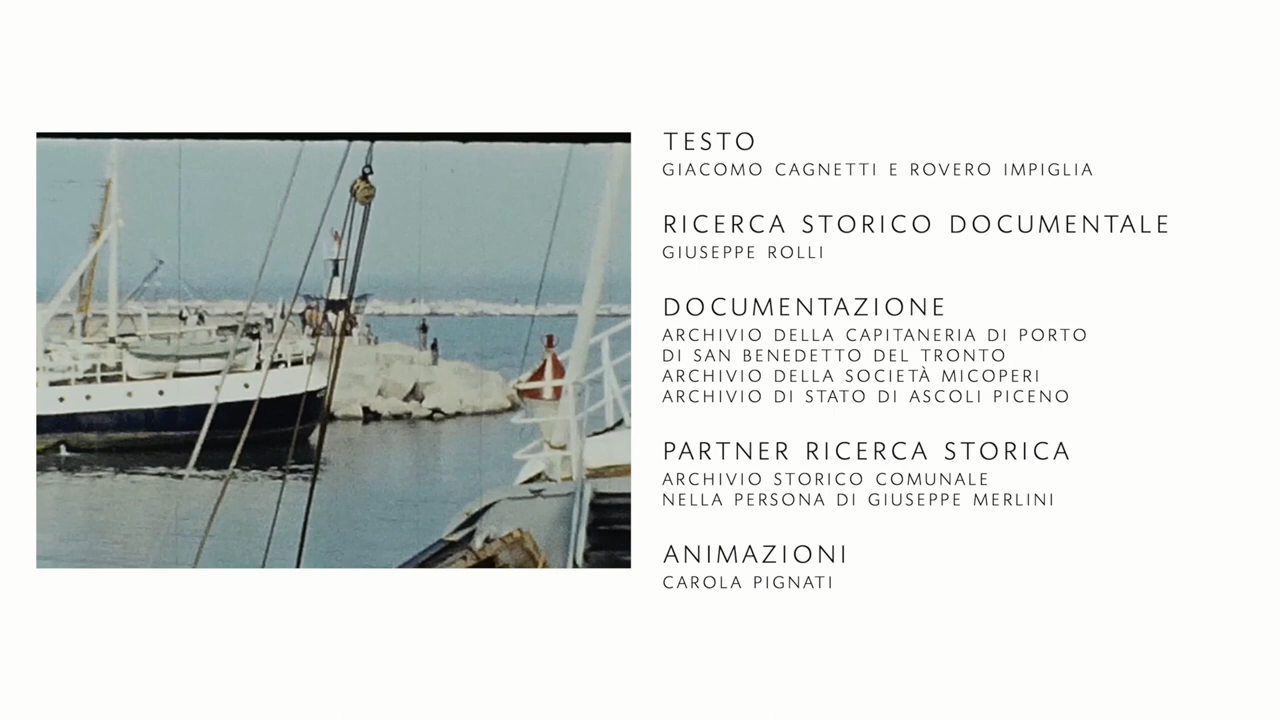 TESTO
GIACOMO CAGNETTI E ROVERO IMPIGLIA
RICERCA STORICO DOCUMENTALE
GIUSEPPE ROLLI
DOCUMENTAZIONE
ARCHIVIO DELLA CAPITANERIA DI PORTO
DI SAN BENEDETTO DEL TRONTO
ARCHIVIO DELLA SOCIETÀ MICOPERI
ARCHIVIO DI STATO DI ASCOLI PICENO
PARTNER RICERCA STORICA
ARCHIVIO STORICO COMUNALE
NELLA PERSONA DI GIUSEPPE MERLINI
ANIMAZIONI
CAROLA PIGNATI